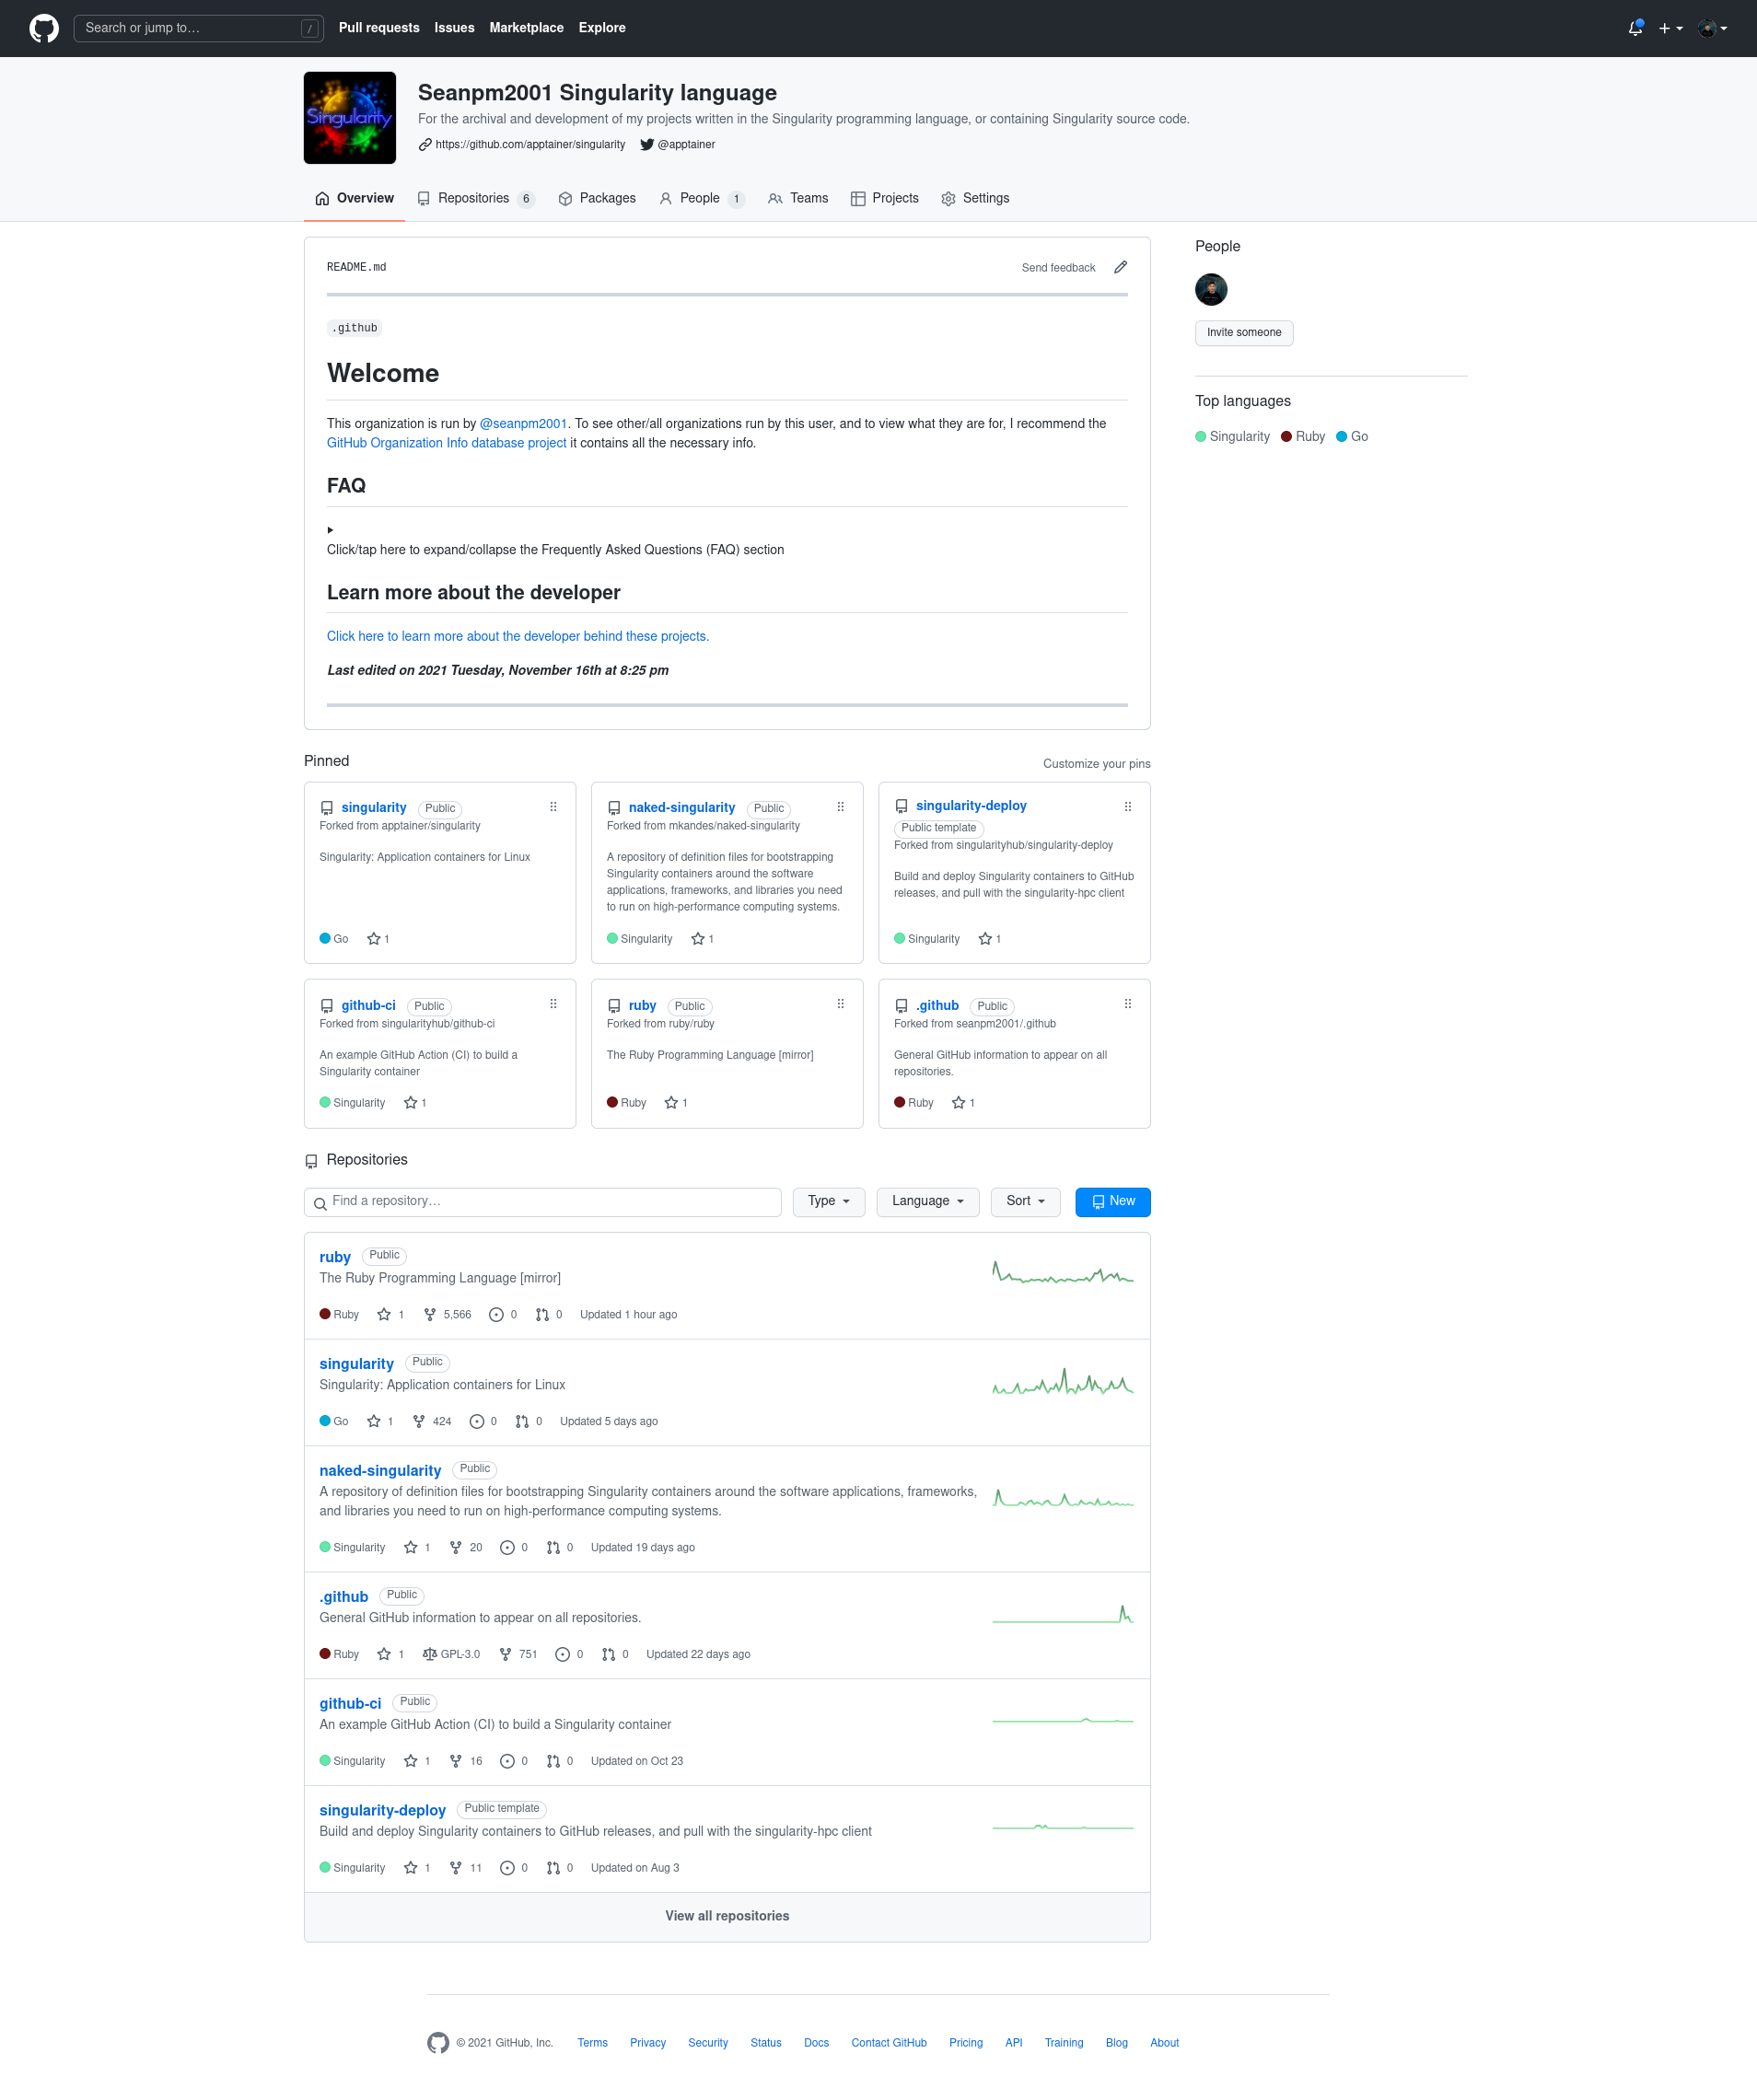 Search or jump to…
/
Pull requests Issues Marketplace Explore
Singularity
Seanpm2001 Singularity language
For the archival and development of my projects written in the Singularity programming language, or containing Singularity source code.
https://github.com/apptainer/singularity @apptainer
Overview Repositories 6 Packages People 1 Teams Projects Settings
README.md
Send feedback
.github
Welcome
This organization is run by @seanpm2001. To see other/all organizations run by this user, and to view what they are for, I recommend the
GitHub Organization Info database project it contains all the necessary info.
FAQ
Click/tap here to expand/collapse the Frequently Asked Questions (FAQ) section
Learn more about the developer
Click here to learn more about the developer behind these projects.
Last edited on 2021 Tuesday, November 16th at 8:25 pm
People
Invite someone
Top languages
Singularity Ruby Go
Pinned
Customize your pins
singularity Public
Forked from apptainer/singularity
Singularity: Application containers for Linux
Go 1
naked-singularity Public
Forked from mkandes/naked-singularity
A repository of definition files for bootstrapping
Singularity containers around the software
applications, frameworks, and libraries you need
to run on high-performance computing systems.
Singularity 1
singularity-deploy
Public template
Forked from singularityhub/singularity-deploy
Build and deploy Singularity containers to GitHub
releases, and pull with the singularity-hpc client
Singularity 1
github-ci Public
Forked from singularityhub/github-ci
An example GitHub Action (CI) to build a
Singularity container
Singularity 1
ruby Public
Forked from ruby/ruby
The Ruby Programming Language [mirror]
Ruby 1
.github Public
Forked from seanpm2001/.github
General GitHub information to appear on all
repositories.
Ruby 1
Repositories
Find a repository…
Type Language Sort New
ruby Public
The Ruby Programming Language [mirror]
Ruby 1 5,566 0 0 Updated 1 hour ago
singularity Public
Singularity: Application containers for Linux
Go 1 424 0 0 Updated 5 days ago
naked-singularity Public
A repository of definition files for bootstrapping Singularity containers around the software applications, frameworks,
and libraries you need to run on high-performance computing systems.
Singularity 1 20 0 0 Updated 19 days ago
.github Public
General GitHub information to appear on all repositories.
Ruby 1 GPL-3.0 751 0 0 Updated 22 days ago
github-ci Public
An example GitHub Action (CI) to build a Singularity container
Singularity 1 16 0 0 Updated on Oct 23
singularity-deploy Public template
Build and deploy Singularity containers to GitHub releases, and pull with the singularity-hpc client
Singularity 1 11 0 0 Updated on Aug 3
View all repositories
© 2021 GitHub, Inc. Terms Privacy Security Status Docs Contact GitHub Pricing API Training Blog About